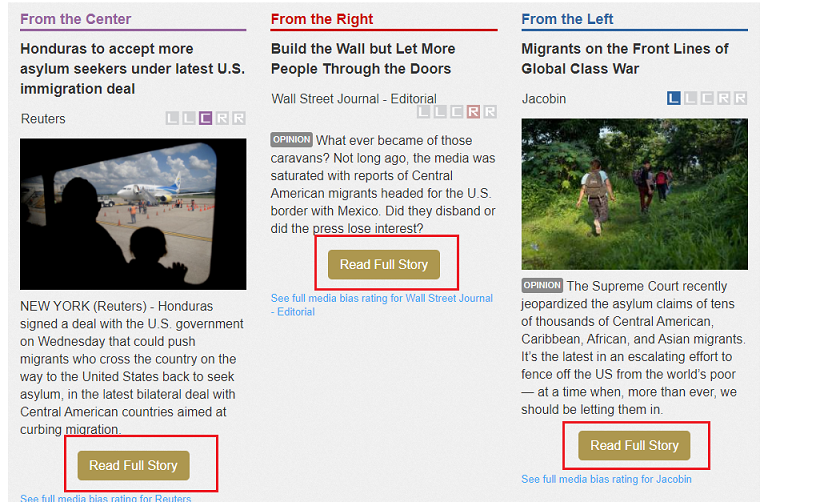 From the Center
Honduras to accept more
asylum seekers under latest U.S.
immigration deal
Reuters
L L C R R
NEW YORK (Reuters) - Honduras
signed a deal with the U.S. government
on Wednesday that could push
migrants who cross the country on the
way to the United States back to seek
asylum, in the latest bilateral deal with
Central American countries aimed at
curbing migration.
Read Full Story
See full media bias rating for Reuters
From the Right
Build the Wall but Let More
People Through the Doors
Wall Street Journal - Editorial
L L C R R
OPINION What ever became of those
caravans? Not long ago, the media was
saturated with reports of Central
American migrants headed for the U.S.
border with Mexico. Did they disband or
did the press lose interest?
Read Full Story
See full media bias rating for Wall Street Journal
- Editorial
From the Left
Migrants on the Front Lines of
Global Class War
Jacobin
L L C R R
OPINION The Supreme Court recently
jeopardized the asylum claims of tens
of thousands of Central American,
Caribbean, African, and Asian migrants.
It’s the latest in an escalating effort to
fence off the US from the world’s poor
— at a time when, more than ever, we
should be letting them in.
Read Full Story
See full media bias rating for Jacobin